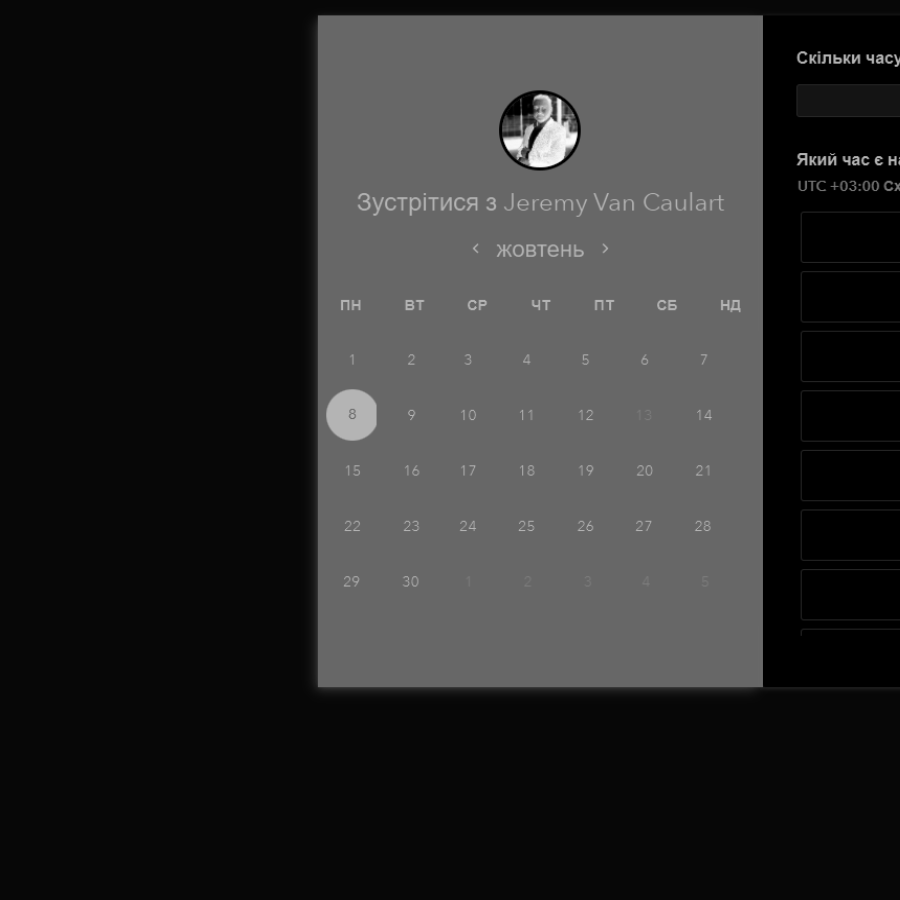 Зустрітися з Jeremy Van Caulart
жовтень
ПН ВТ СР ЧТ ПТ СБ НД
1 2 3 4 5 6 7
8 9 10 11 12 13 14
15 16 17 18 19 20 21
22 23 24 25 26 27 28
29 30 1 2 3 4 5
Скільки часу
Який час є
UTC +03:00